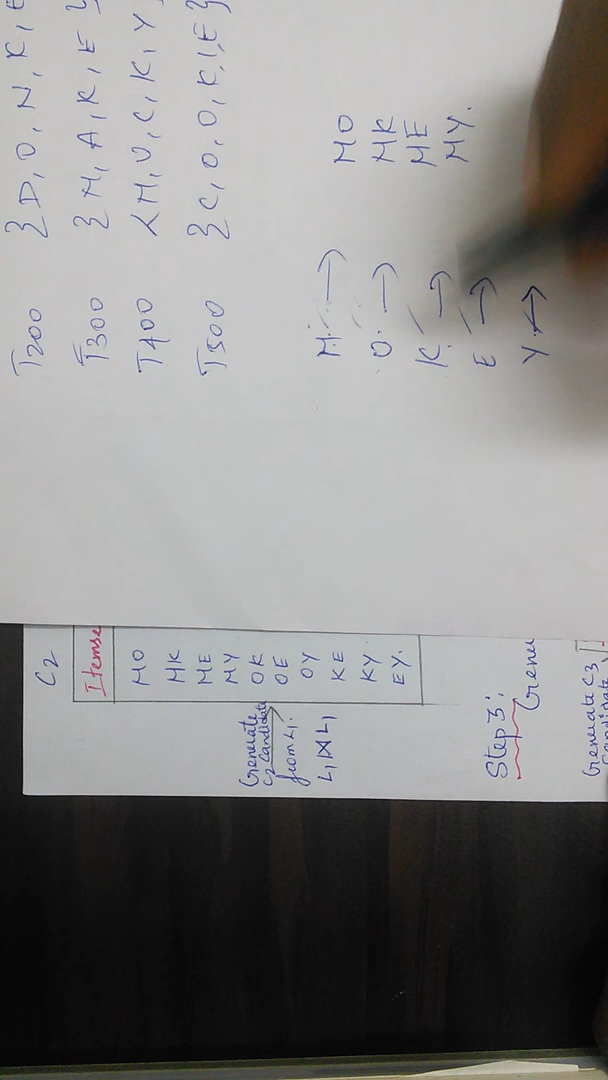 T200 {D, O, N, K, E
T300 {M, A, K, E }
T400 {M, U, C, K, Y
T500 {C, O, O, K, I, E}
M →
O →
K →
E →
Y →
MO
MK
ME
MY.
C2
Itemse
MO
MK
ME
MY
OK
OE
OY
KE
KY.
EY.
Generate
C2 Candidate
from L1.
L1 ⋈ L1
Step 3:
Gener
Generate C3